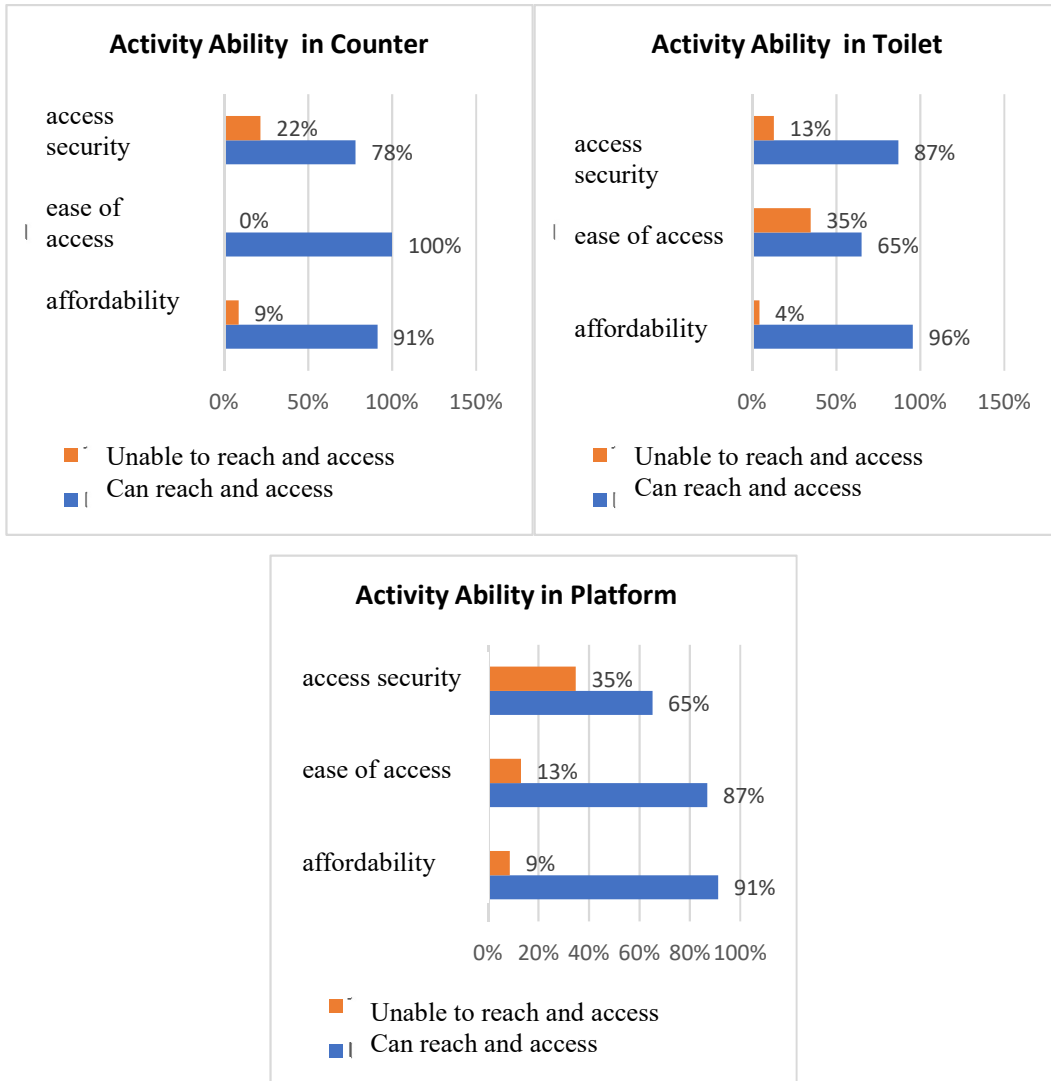 Activity Ability in Counter
access
security
22%
78%
ease of
access
0%
100%
affordability
9%
91%
0% 50% 100% 150%
Unable to reach and access
Can reach and access
Activity Ability in Toilet
access
security
13%
87%
ease of access
35%
65%
affordability
4%
96%
0% 50% 100% 150%
Unable to reach and access
Can reach and access
Activity Ability in Platform
access security
35%
65%
ease of access
13%
87%
affordability
9%
91%
0% 20% 40% 60% 80% 100%
Unable to reach and access
Can reach and access